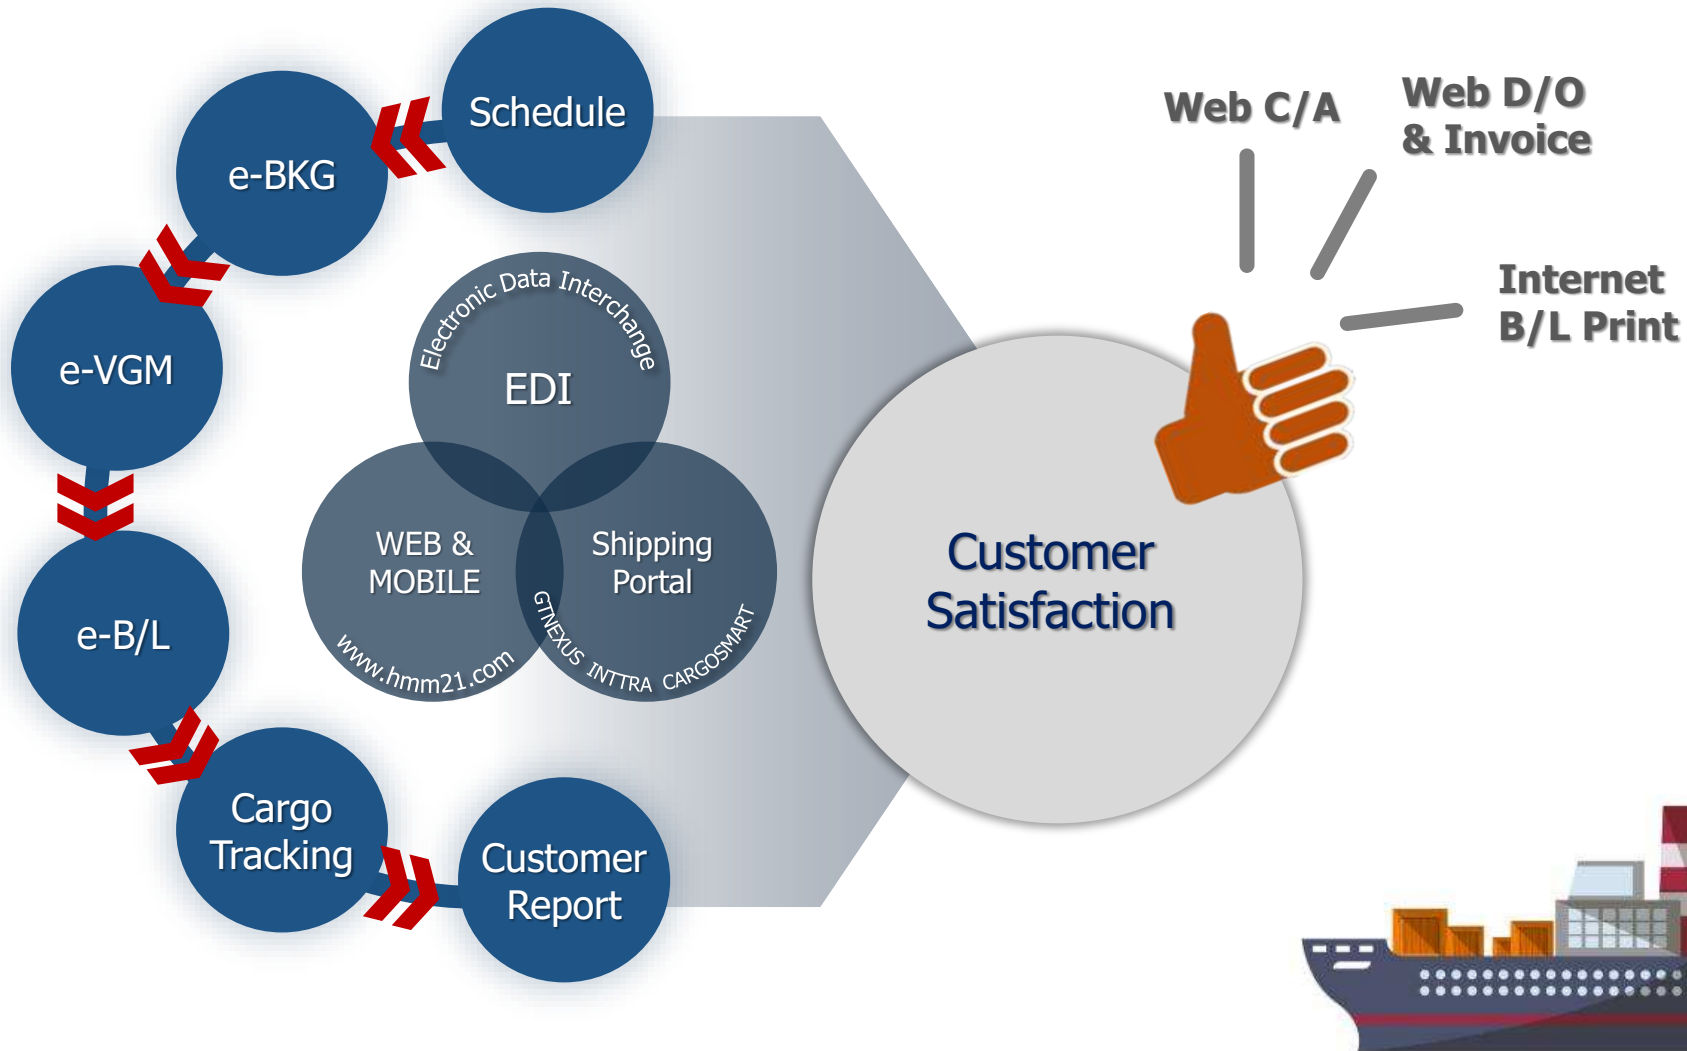 Schedule
e-BKG
e-VGM
e-B/L
Cargo
Tracking
Customer
Report
Electronic Data Interchange
EDI
WEB &
MOBILE
www.hmm21.com
Shipping
Portal
GTNEXUS INTTRA CARGOSMART
Customer
Satisfaction
Web C/A
Web D/O
& Invoice
Internet
B/L Print